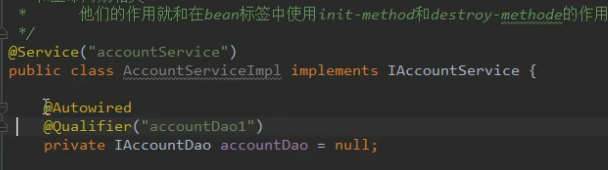 * 他们的作用就和在bean标签中使用init-method和destroy-methode的作用
*/
@Service("accountService")
public class AccountServiceImpl implements IAccountService {
@Autowired
@Qualifier("accountDao1")
private IAccountDao accountDao = null;